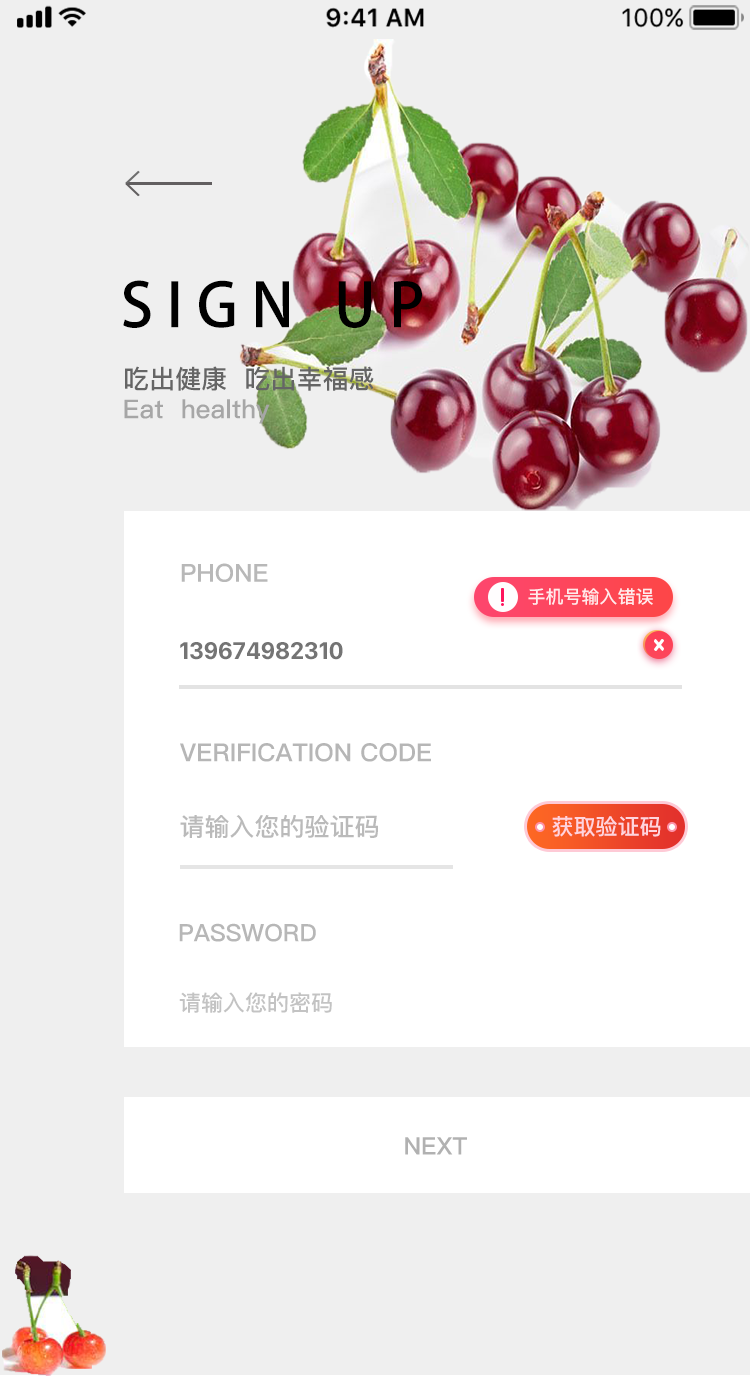 9:41 AM 100%
SIGN UP
吃出健康 吃出幸福感
Eat healthy
PHONE
手机号输入错误
139674982310
VERIFICATION CODE
请输入您的验证码
获取验证码
PASSWORD
请输入您的密码
NEXT